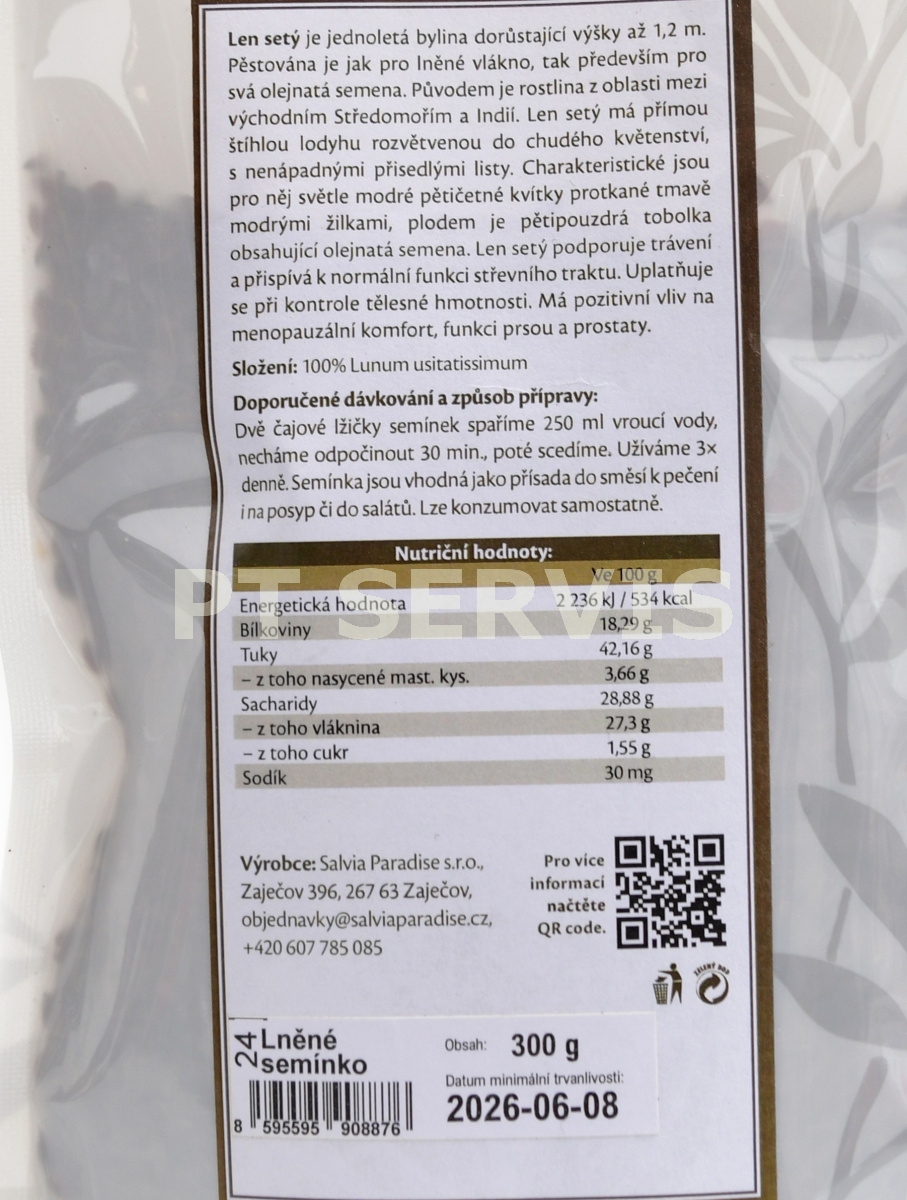 Len setý je jednoletá bylina dorůstající výšky až 1,2 m.
Pěstována je jak pro lněné vlákno, tak především pro
svá olejnatá semena. Původem je rostlina z oblasti mezi
východním Středomořím a Indií. Len setý má přímou
štíhlou lodyhu rozvětvenou do chudého květenství,
s nenápadnými přisedlými listy. Charakteristické jsou
pro něj světle modré pětičetné kvítky protkané tmavě
modrými žilkami, plodem je pětipouzdrá tobolka
obsahující olejnatá semena. Len setý podporuje trávení
a přispívá k normální funkci střevního traktu. Uplatňuje
se při kontrole tělesné hmotnosti. Má pozitivní vliv na
menopauzální komfort, funkci prsou a prostaty.
Složení: 100% Lunum usitatissimum
Doporučené dávkování a způsob přípravy:
Dvě čajové lžičky semínek spaříme 250 ml vroucí vody,
necháme odpočinout 30 min., poté scedíme. Užíváme 3x
denně. Semínka jsou vhodná jako přísada do směsí k pečení
i na posyp či do salátů. Lze konzumovat samostatně.
Nutriční hodnoty:
Ve 100 g
PT SERVIS
Energetická hodnota 2 236 kJ / 534 kcal
Bílkoviny 18,29 g
Tuky 42,16 g
– z toho nasycené mast. kys. 3,66 g
Sacharidy 28,88 g
– z toho vláknina 27,3 g
– z toho cukr 1,55 g
Sodík 30 mg
Výrobce: Salvia Paradise s.r.o.,
Zaječov 396, 267 63 Zaječov,
objednavky@salviaparadise.cz,
+420 607 785 085
Pro více
informací
načtěte
QR code.
ZELENÝ BOD
24
Lněné
semínko
8 595595 908876
Obsah: 300 g
Datum minimální trvanlivosti:
2026-06-08